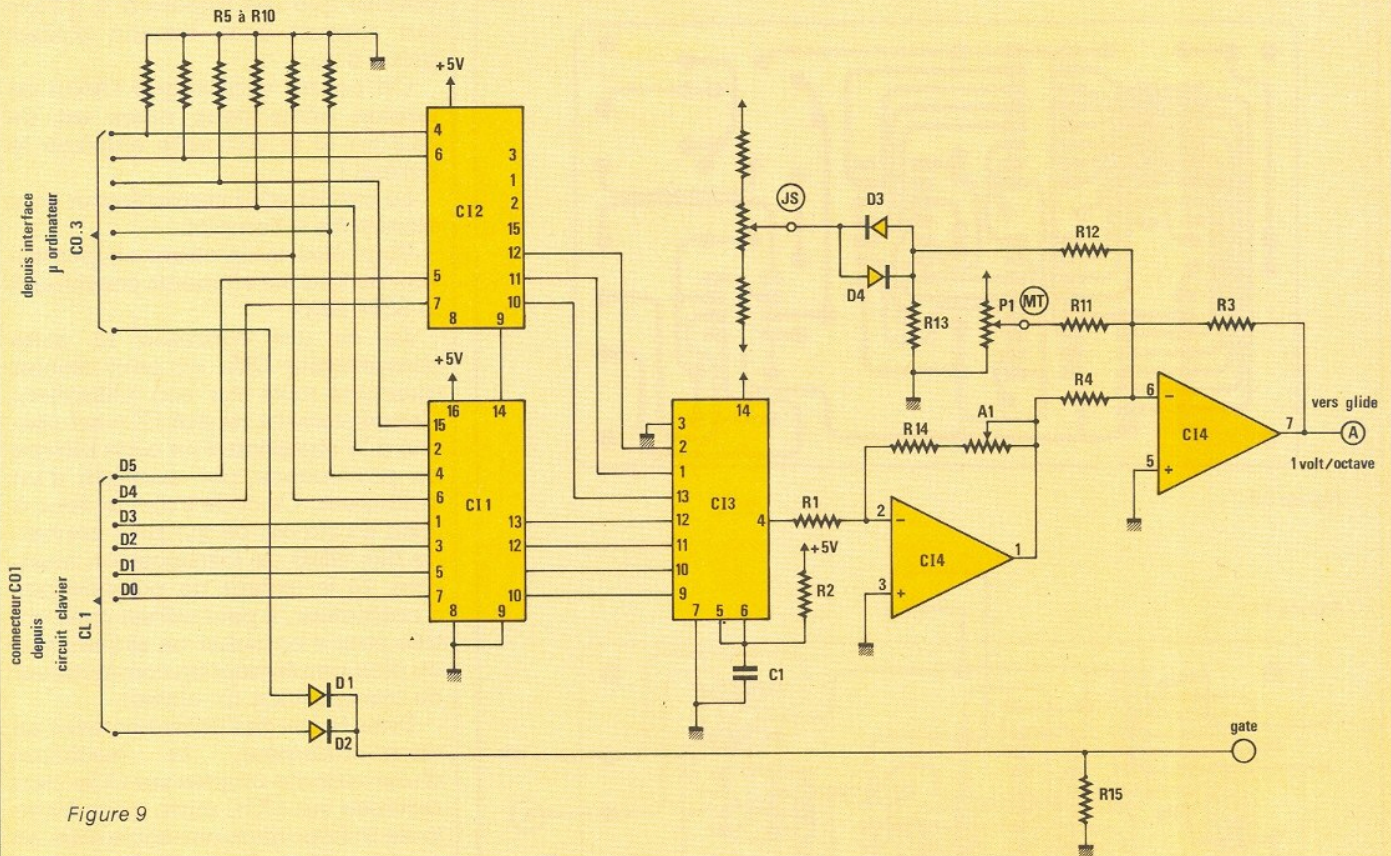 R5 à R10
+5V
4
6
3
1
2
15
12
11
10
5
7
8
9
CI2
depuis interface
µ ordinateur
CO.3
JS
D3
D4
R12
R13
P1
MT
R11
R3
R4
+5V
16
14
15
2
4
6
1
3
5
7
13
12
10
8
9
CI1
14
3
2
1
13
12
11
10
9
4
7
5
6
CI3
R1
+5V
R2
C1
R14
A1
2
3
1
-
+
CI4
6
5
7
-
+
CI4
vers glide
A
1 volt/octave
connecteur CO1
depuis
circuit clavier
CL 1
D5
D4
D3
D2
D1
D0
D1
D2
gate
R15
Figure 9